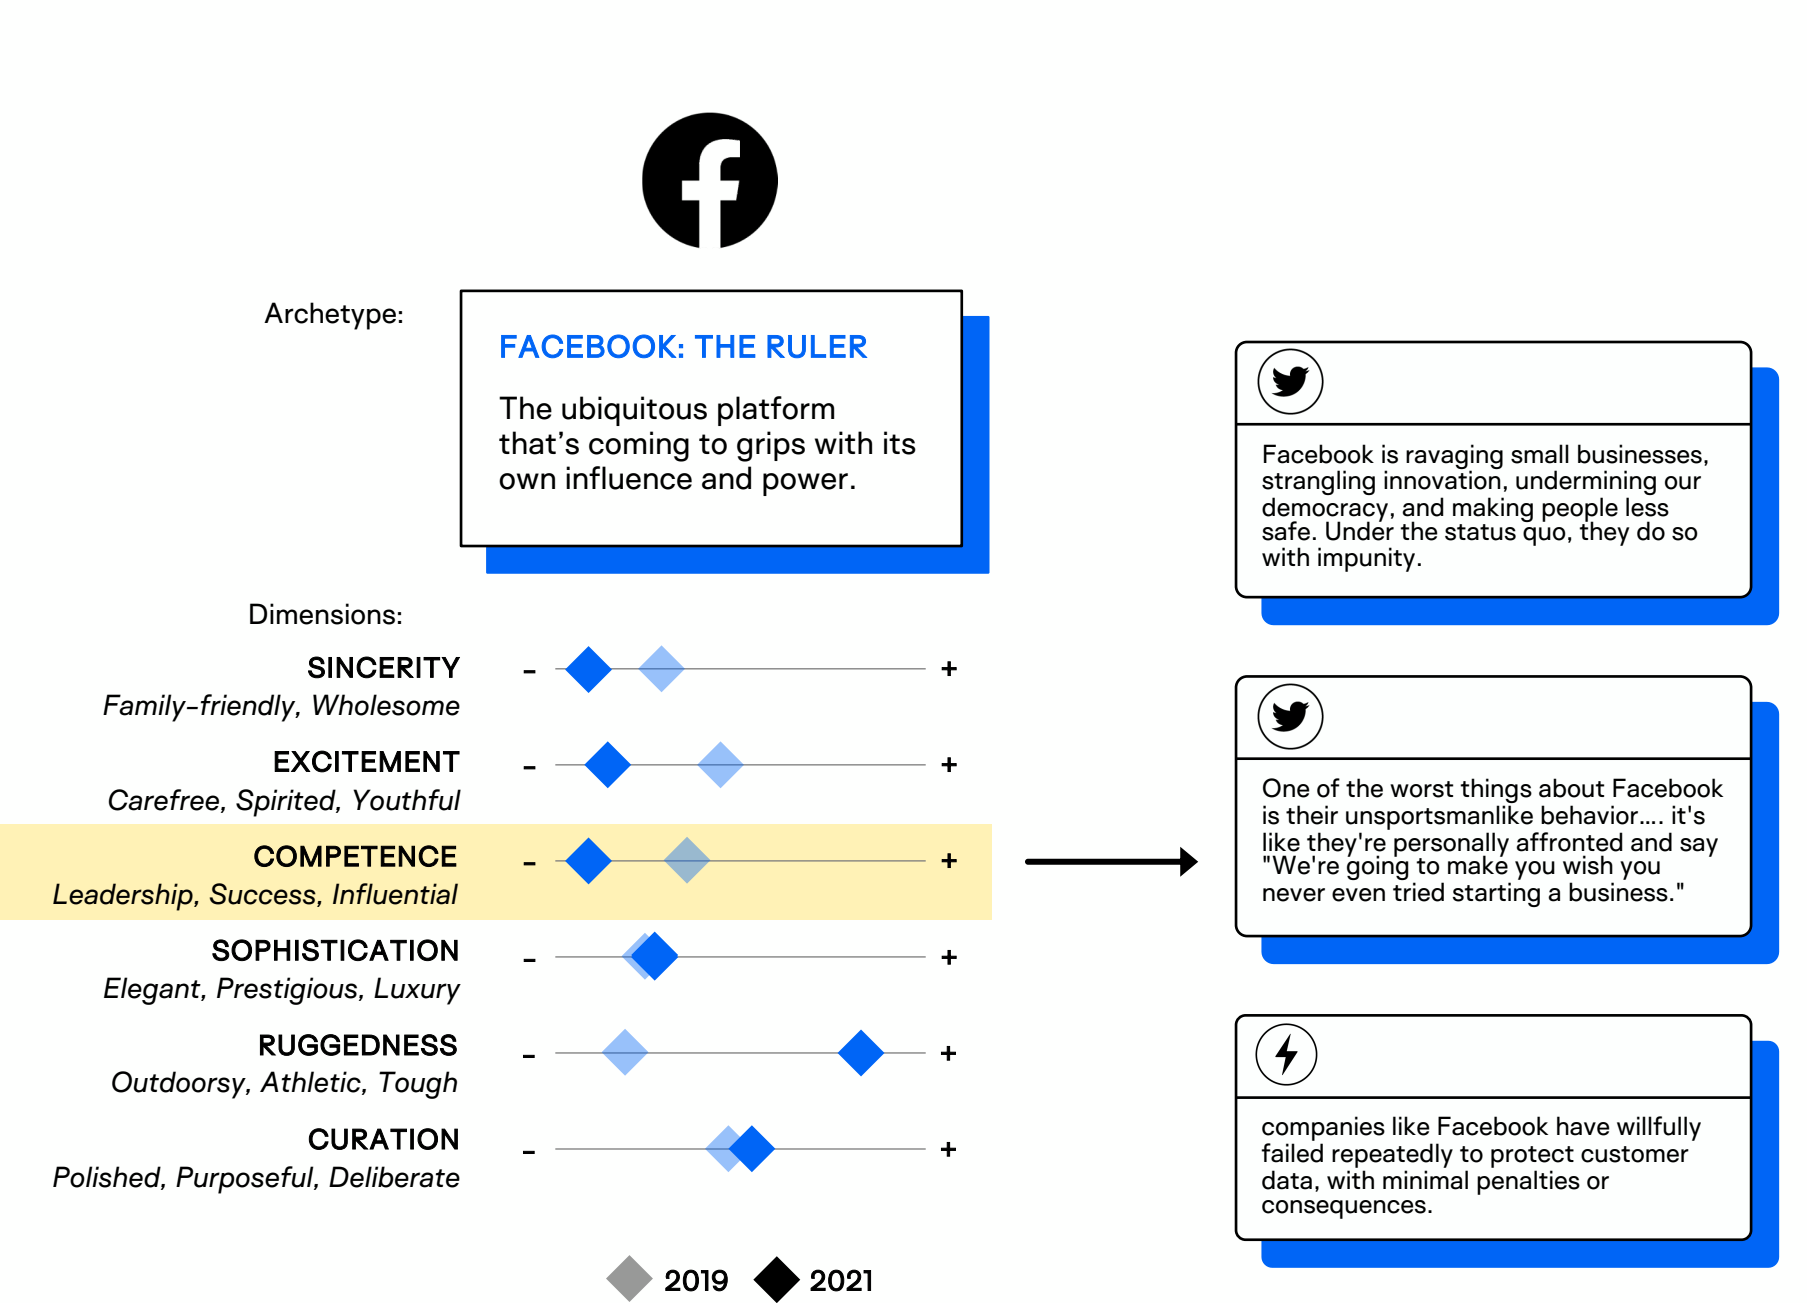 Archetype:
FACEBOOK: THE RULER
The ubiquitous platform
that's coming to grips with its
own influence and power.
Dimensions:
SINCERITY
Family-friendly, Wholesome
- +
EXCITEMENT
Carefree, Spirited, Youthful
- +
COMPETENCE
Leadership, Success, Influential
- +
SOPHISTICATION
Elegant, Prestigious, Luxury
- +
RUGGEDNESS
Outdoorsy, Athletic, Tough
- +
CURATION
Polished, Purposeful, Deliberate
- +
2019 2021
Facebook is ravaging small businesses,
strangling innovation, undermining our
democracy, and making people less
safe. Under the status quo, they do so
with impunity.
One of the worst things about Facebook
is their unsportsmanlike behavior.... it's
like they're personally affronted and say
"We're going to make you wish you
never even tried starting a business."
companies like Facebook have willfully
failed repeatedly to protect customer
data, with minimal penalties or
consequences.